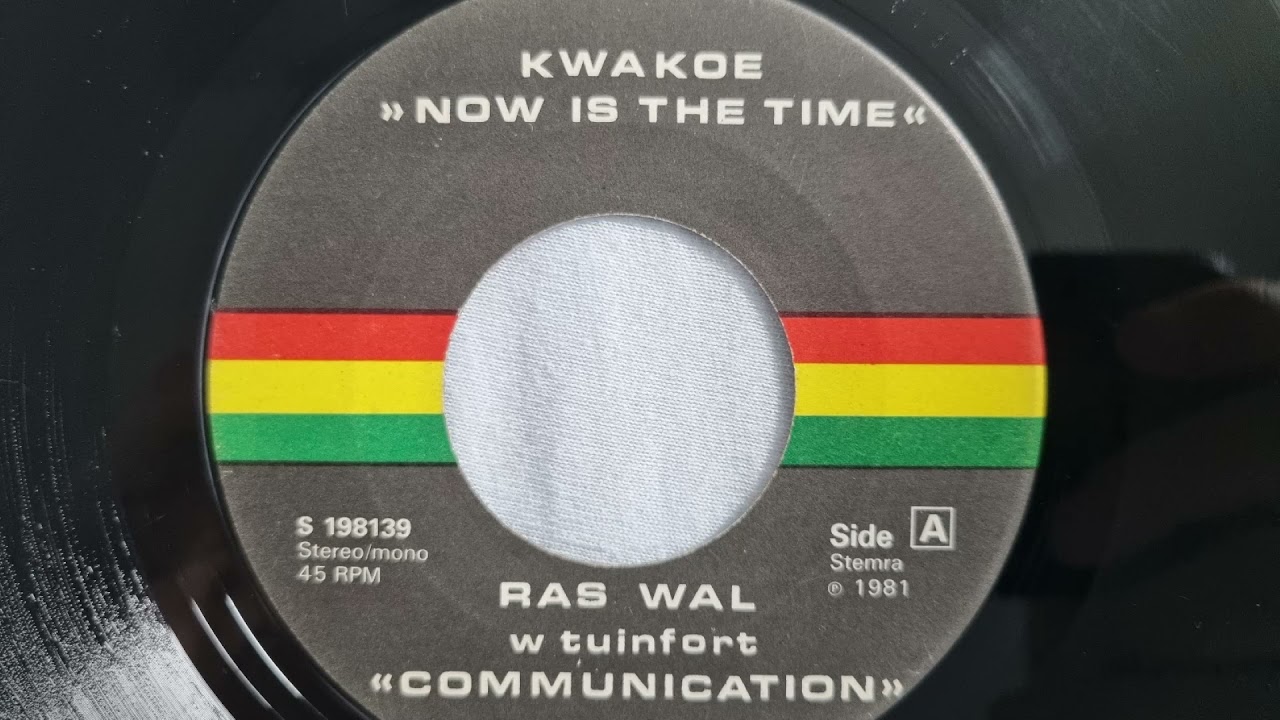 KWAKOE
»NOW IS THE TIME«
S 198139
Stereo/mono
45 RPM
Side A
Stemra
℗ 1981
RAS WAL
w tuinfort
«COMMUNICATION»